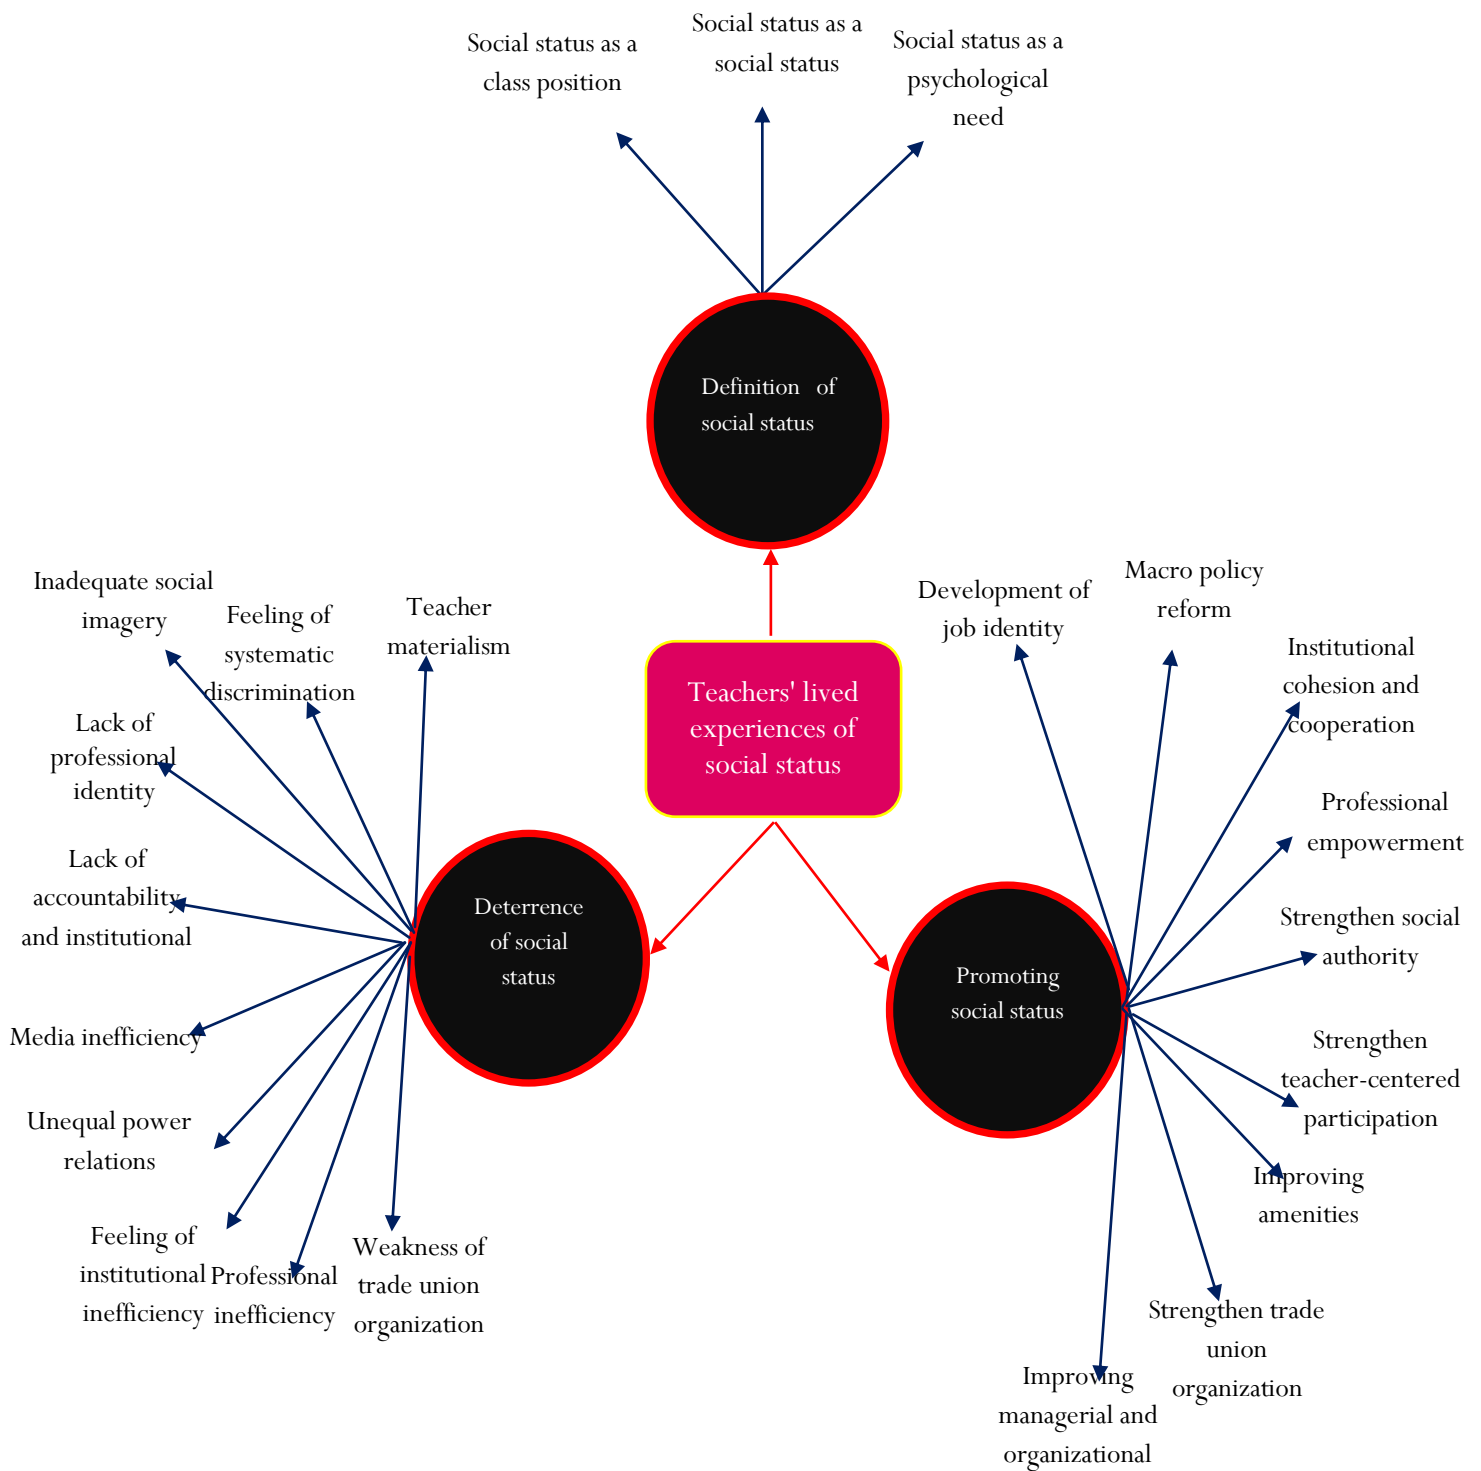 Social status as a
class position
Social status as a
social status
Social status as a
psychological
need
Definition of
social status
Teachers' lived
experiences of
social status
Inadequate social
imagery
Feeling of
systematic
discrimination
Teacher
materialism
Lack of
professional
identity
Lack of
accountability
and institutional
Media inefficiency
Unequal power
relations
Feeling of
institutional
inefficiency
Professional
inefficiency
Weakness of
trade union
organization
Deterrence
of social
status
Promoting
social status
Development of
job identity
Macro policy
reform
Institutional
cohesion and
cooperation
Professional
empowerment
Strengthen social
authority
Strengthen
teacher-centered
participation
Improving
amenities
Strengthen trade
union
organization
Improving
managerial and
organizational